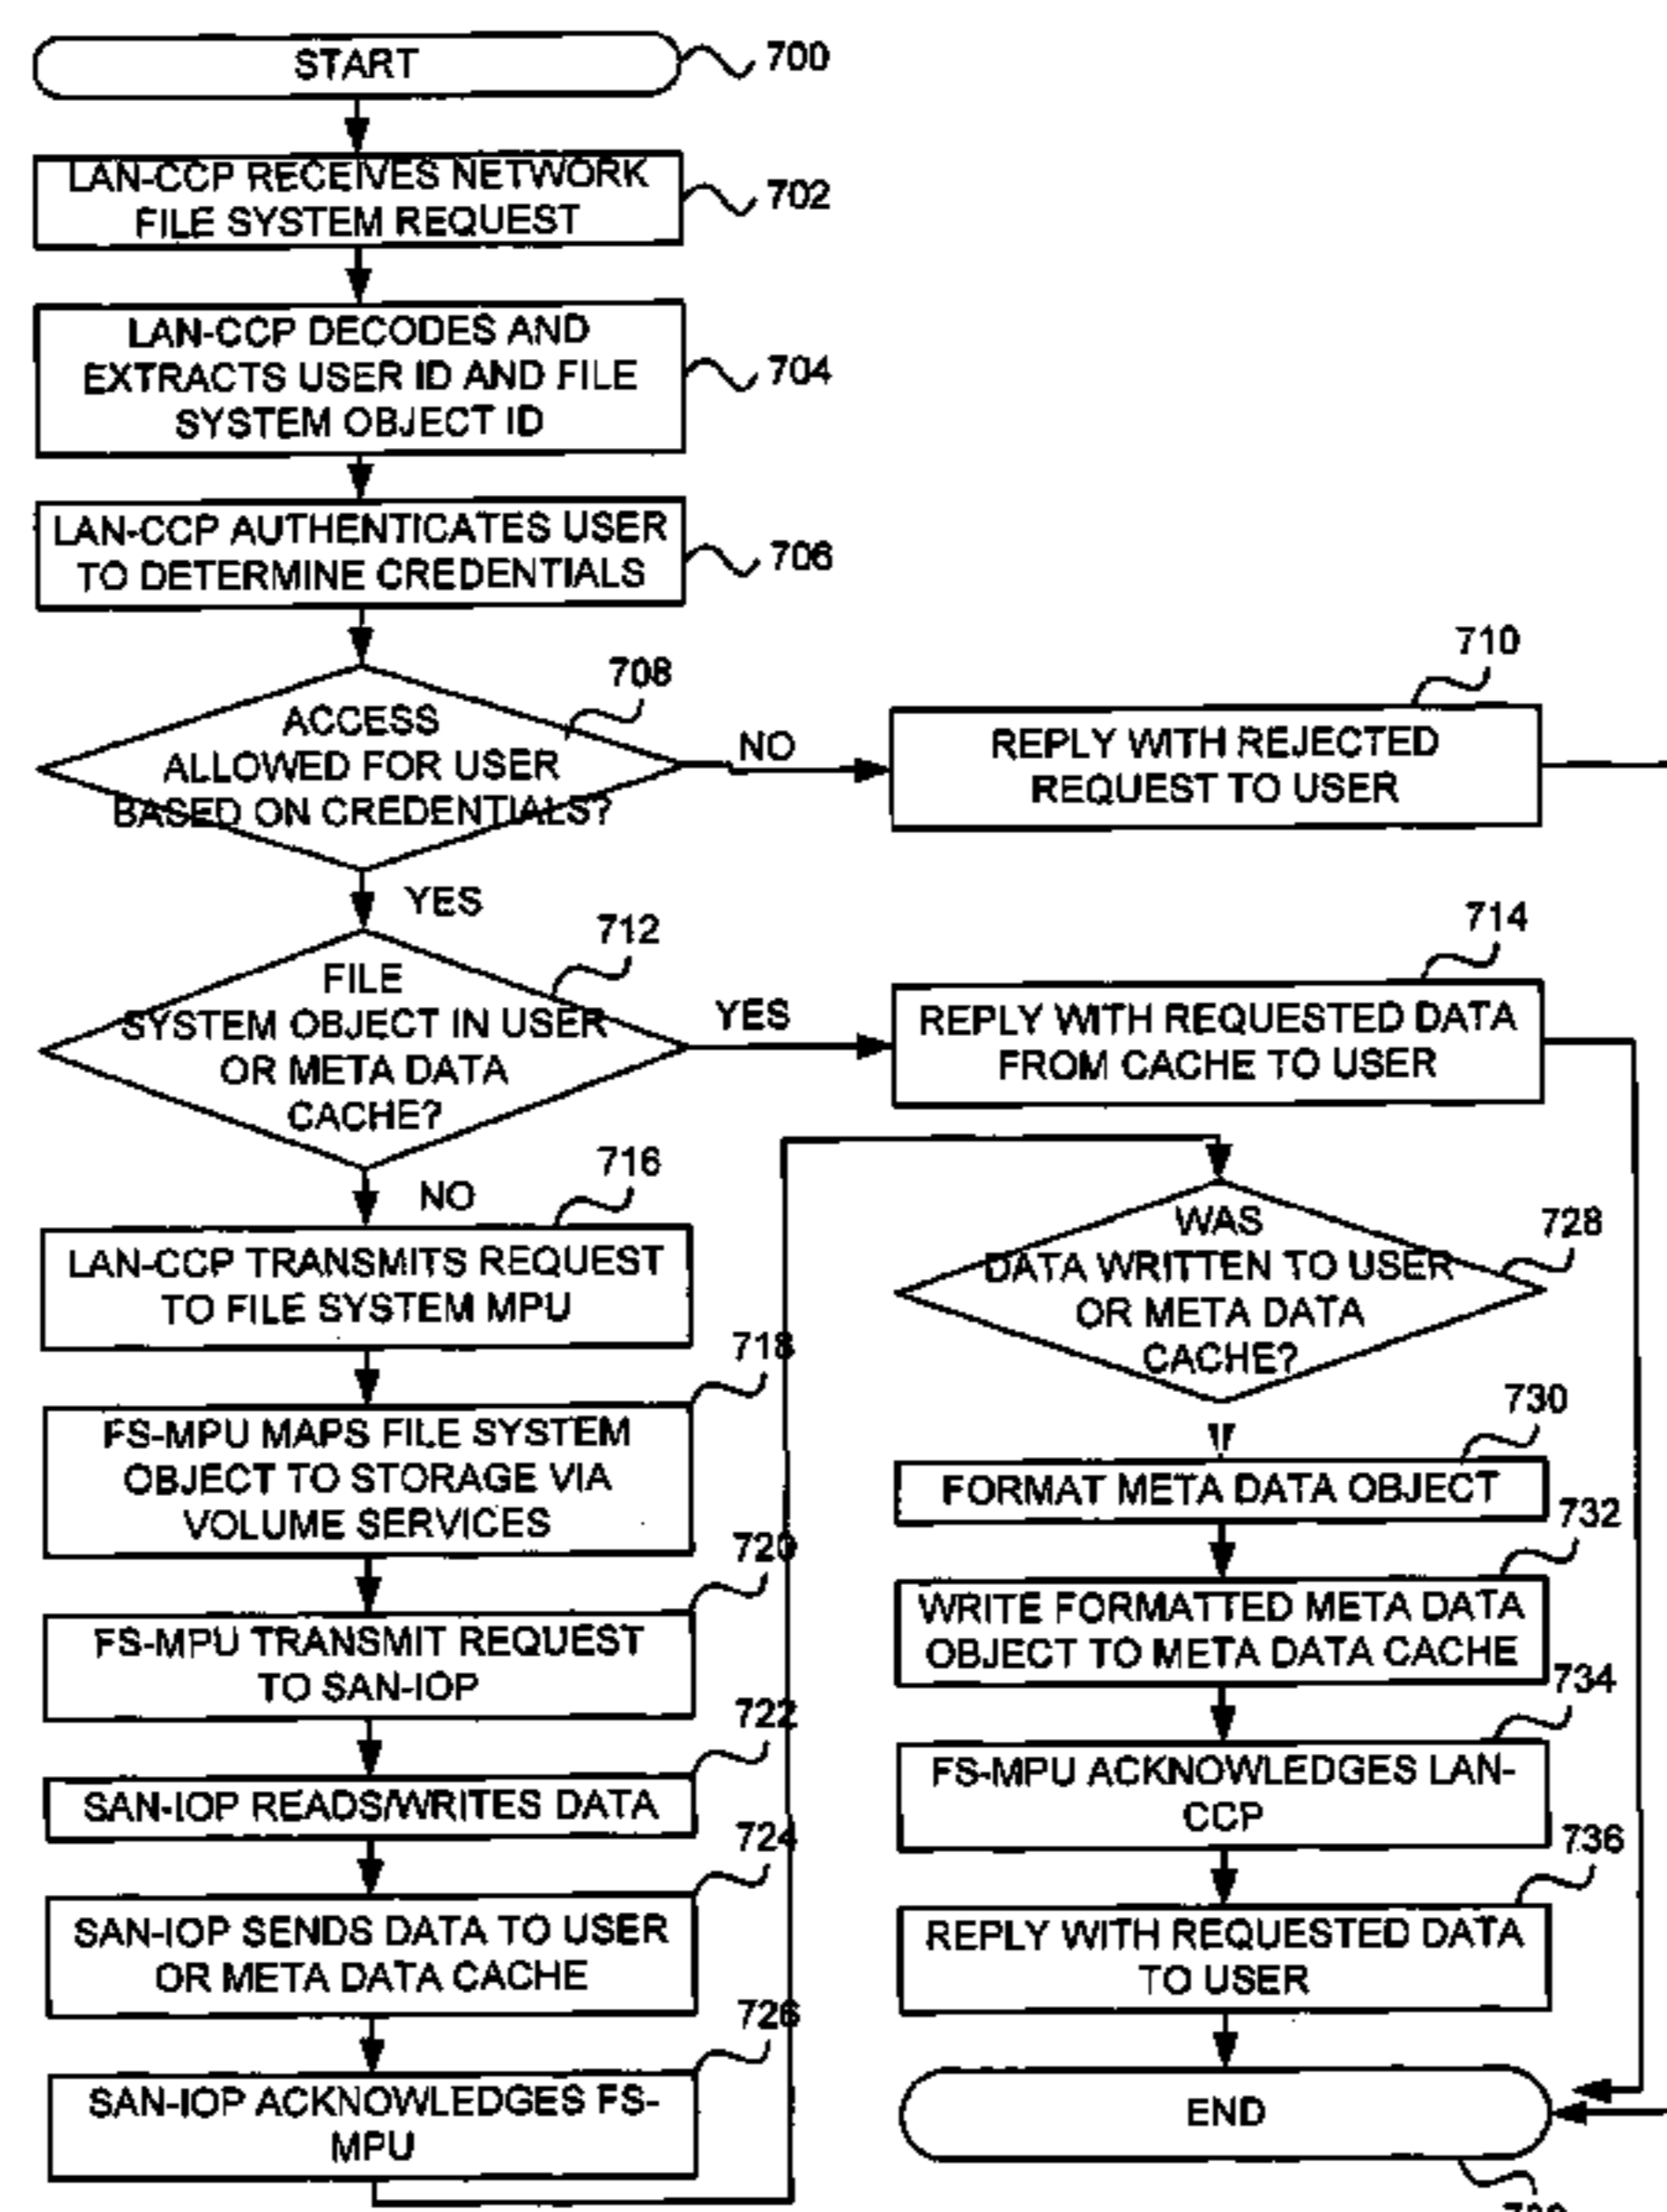 START
700
LAN-CCP RECEIVES NETWORK
FILE SYSTEM REQUEST
702
LAN-CCP DECODES AND
EXTRACTS USER ID AND FILE
SYSTEM OBJECT ID
704
LAN-CCP AUTHENTICATES USER
TO DETERMINE CREDENTIALS
706
ACCESS
ALLOWED FOR USER
BASED ON CREDENTIALS?
708
NO
REPLY WITH REJECTED
REQUEST TO USER
710
YES
FILE
SYSTEM OBJECT IN USER
OR META DATA
CACHE?
712
YES
REPLY WITH REQUESTED DATA
FROM CACHE TO USER
714
NO
LAN-CCP TRANSMITS REQUEST
TO FILE SYSTEM MPU
716
FS-MPU MAPS FILE SYSTEM
OBJECT TO STORAGE VIA
VOLUME SERVICES
718
FS-MPU TRANSMIT REQUEST
TO SAN-IOP
720
SAN-IOP READS/WRITES DATA
722
SAN-IOP SENDS DATA TO USER
OR META DATA CACHE
724
SAN-IOP ACKNOWLEDGES FS-
MPU
726
WAS
DATA WRITTEN TO USER
OR META DATA
CACHE?
728
FORMAT META DATA OBJECT
730
WRITE FORMATTED META DATA
OBJECT TO META DATA CACHE
732
FS-MPU ACKNOWLEDGES LAN-
CCP
734
REPLY WITH REQUESTED DATA
TO USER
736
END